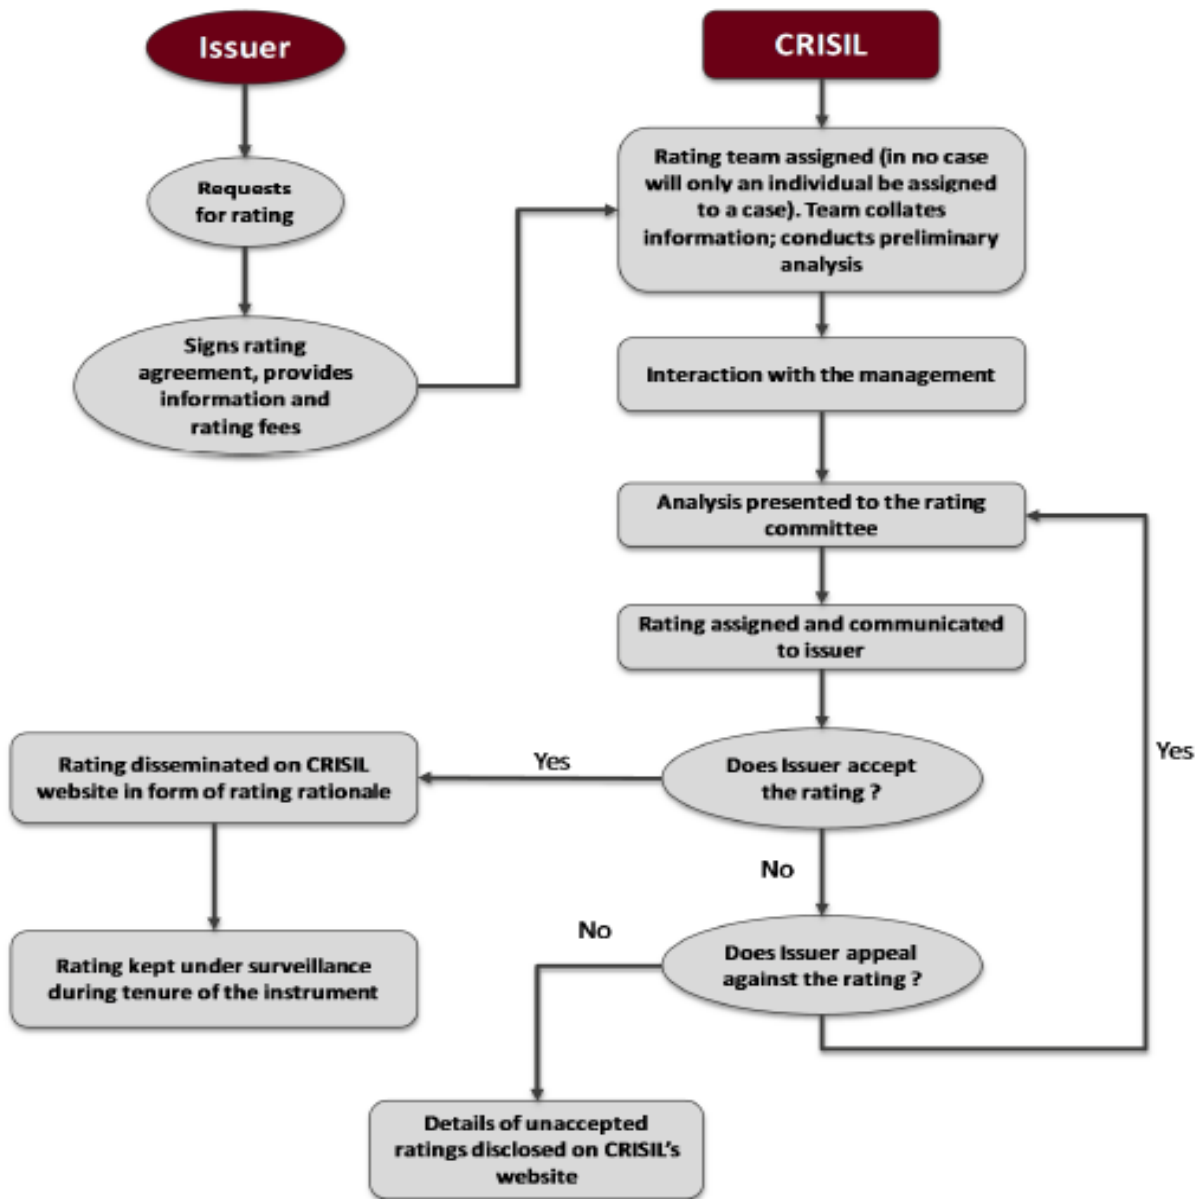 Issuer
CRISIL
Requests
for rating
Rating team assigned (in no case
will only an individual be assigned
to a case). Team collates
information; conducts preliminary
analysis
Signs rating
agreement, provides
information and
rating fees
Interaction with the management
Analysis presented to the rating
committee
Rating assigned and communicated
to issuer
Does Issuer accept
the rating ?
Yes
Yes
Rating disseminated on CRISIL
website in form of rating rationale
No
Does Issuer appeal
against the rating ?
No
Rating kept under surveillance
during tenure of the instrument
Details of unaccepted
ratings disclosed on CRISIL's
website